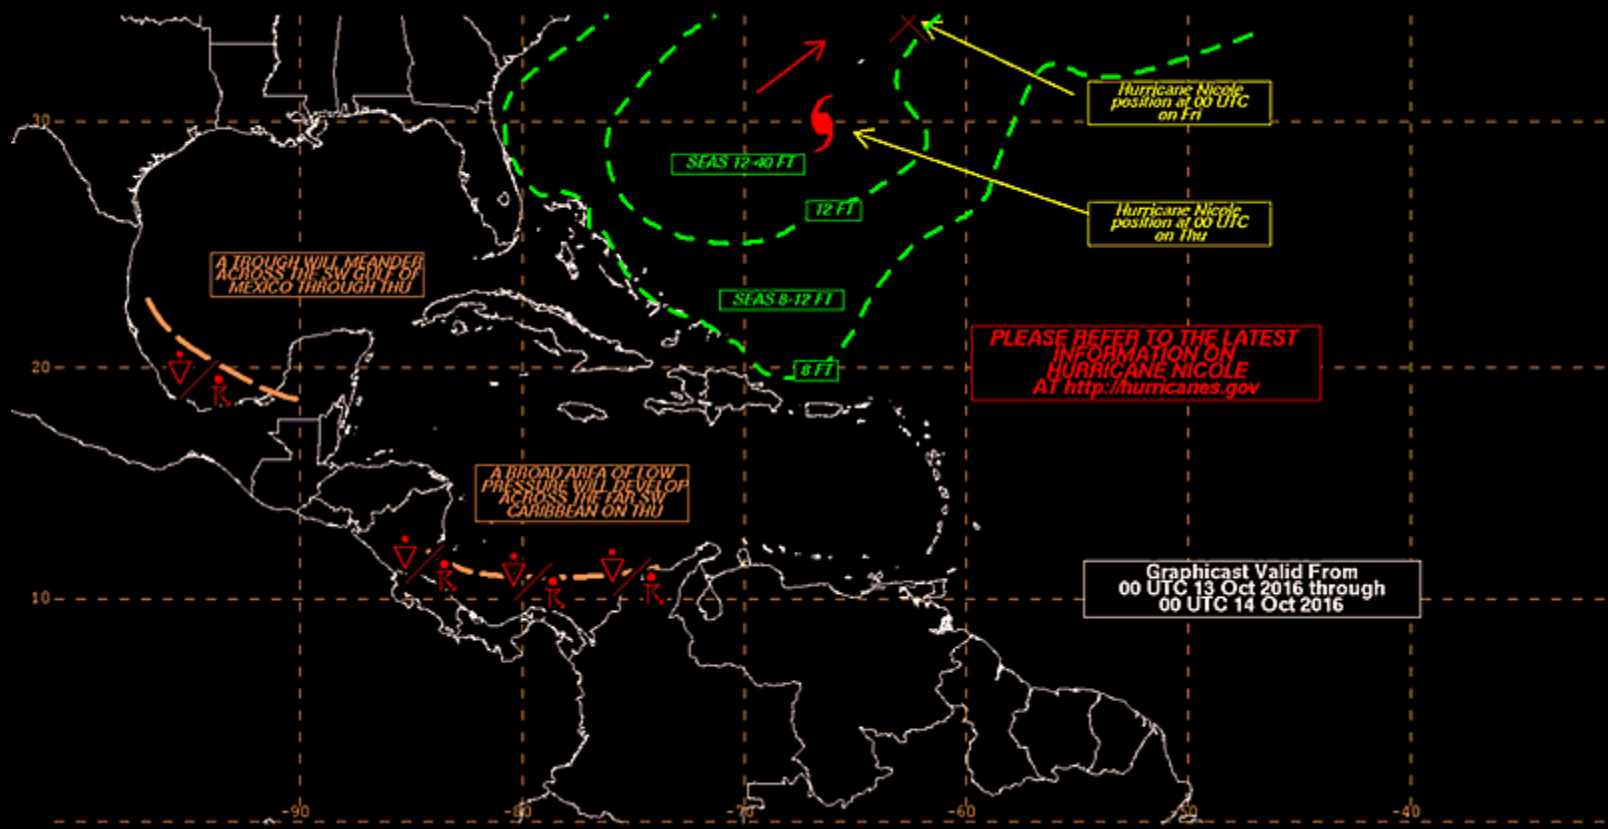 Hurricane Nicole
position at 00 UTC
on Fri
30
SEAS 12-40 FT
12 FT
Hurricane Nicole
position at 00 UTC
on Thu
A TROUGH WILL MEANDER
ACROSS THE SW GULF OF
MEXICO THROUGH THU
SEAS 8-12 FT
PLEASE REFER TO THE LATEST
INFORMATION ON
HURRICANE NICOLE
AT http://hurricanes.gov
20
8 FT
A BROAD AREA OF LOW
PRESSURE WILL DEVELOP
ACROSS THE FAR SW
CARIBBEAN ON THU
Graphicast Valid From
00 UTC 13 Oct 2016 through
00 UTC 14 Oct 2016
10
-90
-80
-70
-60
-50
-40